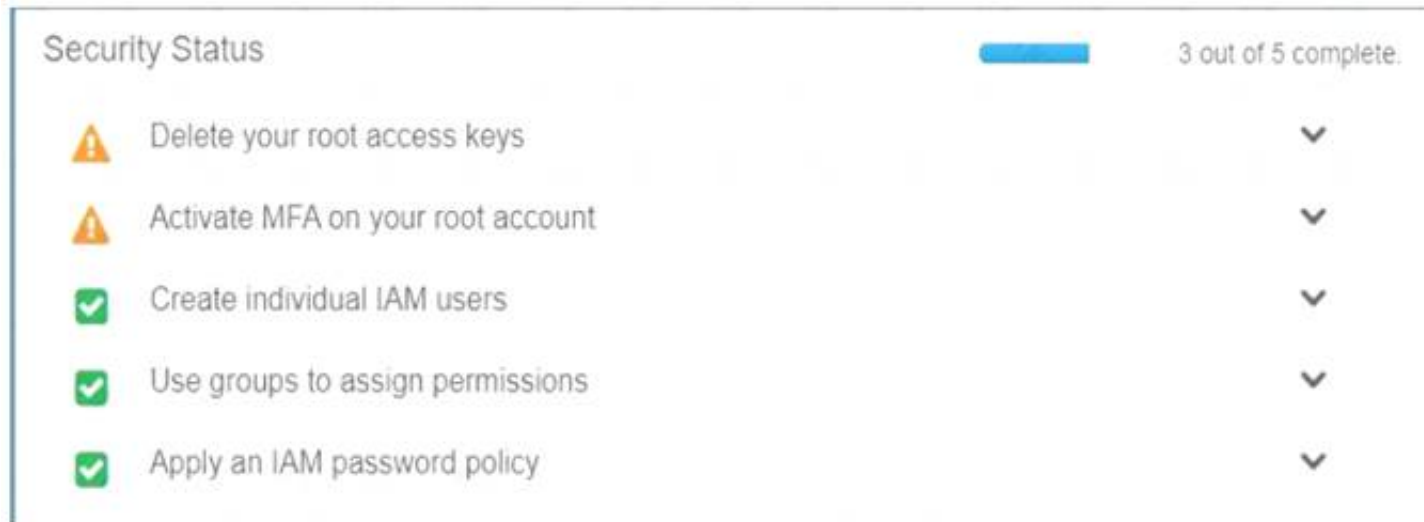 Security Status
3 out of 5 complete.
Delete your root access keys
Activate MFA on your root account
Create individual IAM users
Use groups to assign permissions
Apply an IAM password policy